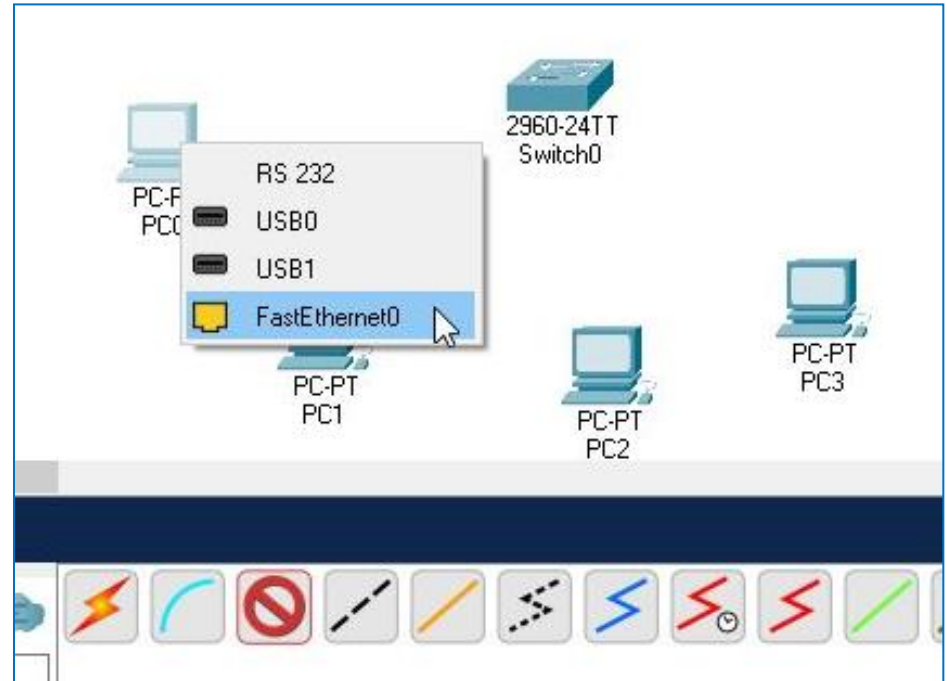 2960-24TT
Switch0
RS 232
PC-P
PC0
USB0
USB1
FastEthernet0
PC-PT
PC1
PC-PT
PC2
PC-PT
PC3